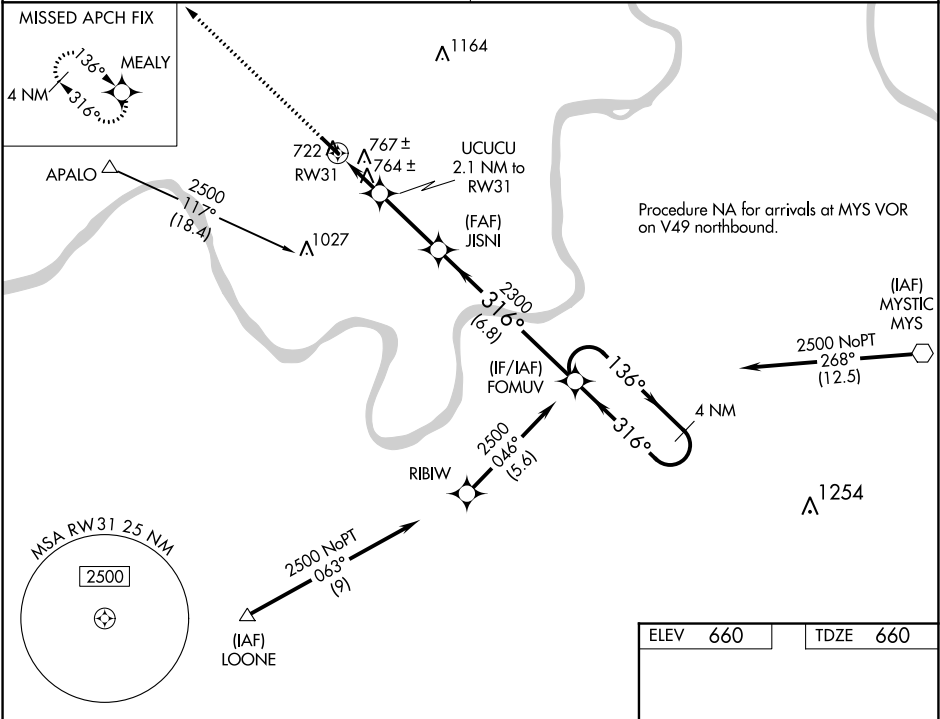 MISSED APCH FIX
136°
MEALY
4 NM
316°
1164
722
RW31
767 ±
764 ±
UCUCU
2.1 NM to
RW31
APALO
2500
117°
(18.4)
1027
(FAF)
JISNI
Procedure NA for arrivals at MYS VOR
on V49 northbound.
2300
316°
(6.8)
(IAF)
MYSTIC
MYS
2500 NoPT
268°
(12.5)
(IF/IAF)
FOMUV
136°
4 NM
316°
2500
046°
(5.6)
RIBIW
1254
MSA RW31 25 NM
2500
2500 NoPT
063°
(9)
(IAF)
LOONE
ELEV 660
TDZE 660